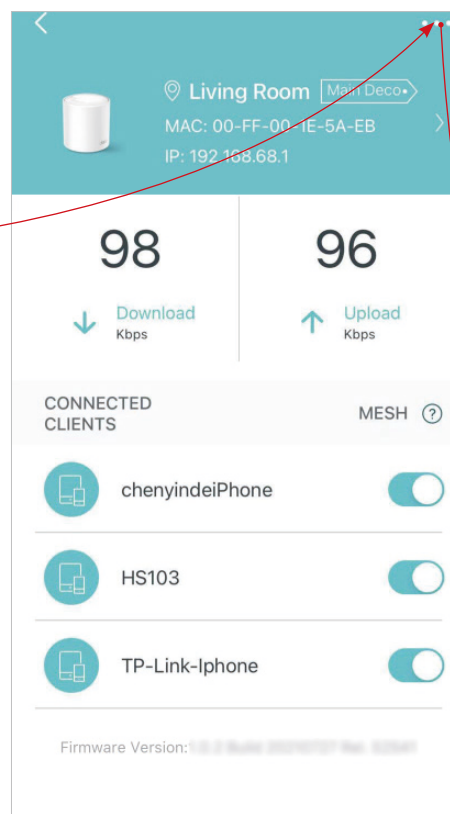 Living Room Main Deco
MAC: 00-FF-00-1E-5A-EB
IP: 192.168.68.1
98 96
Download Upload
Kbps Kbps
CONNECTED
CLIENTS
MESH ?
chenyindeiPhone
HS103
TP-Link-Iphone
Firmware Version: